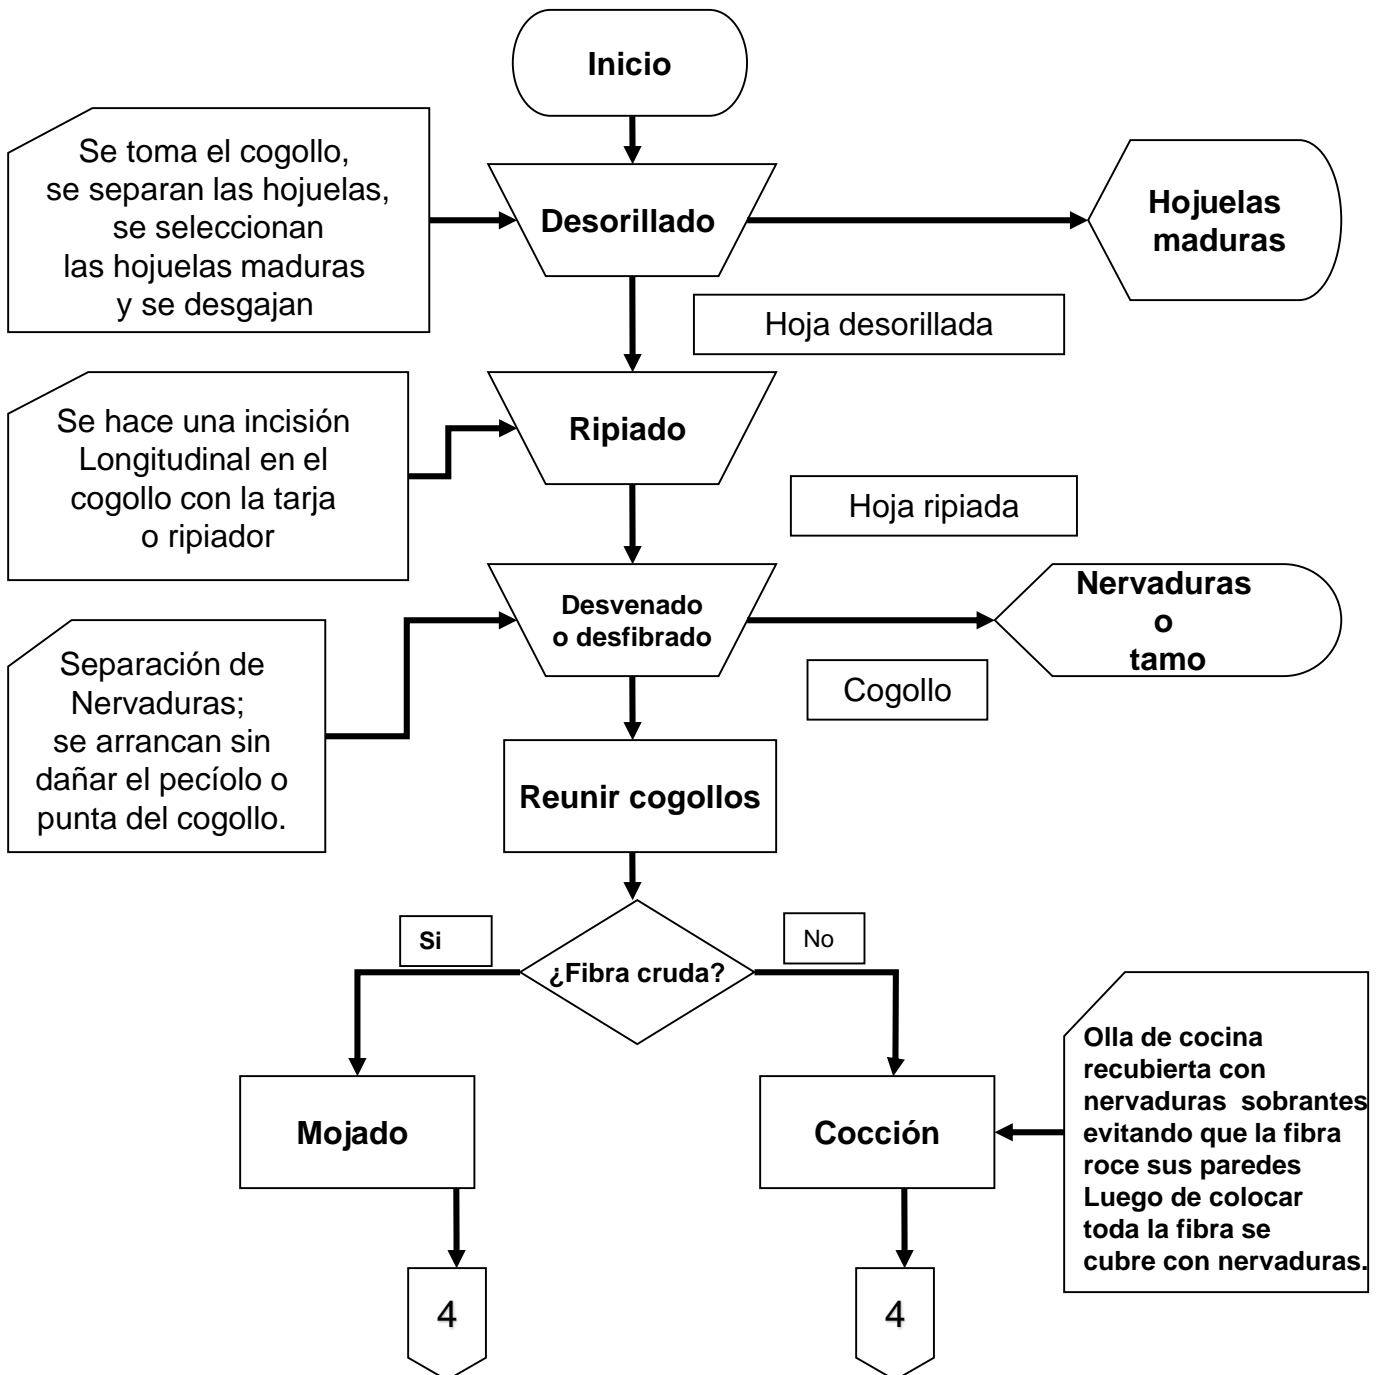 Inicio
Se toma el cogollo,
se separan las hojuelas,
se seleccionan
las hojuelas maduras
y se desgajan
Desorillado
Hojuelas
maduras
Hoja desorillada
Se hace una incisión
Longitudinal en el
cogollo con la tarja
o ripiador
Ripiado
Hoja ripiada
Separación de
Nervaduras;
se arrancan sin
dañar el pecíolo o
punta del cogollo.
Desvenado
o desfibrado
Nervaduras
o
tamo
Cogollo
Reunir cogollos
¿Fibra cruda?
Si
No
Mojado
Cocción
Olla de cocina
recubierta con
nervaduras sobrantes
evitando que la fibra
roce sus paredes
Luego de colocar
toda la fibra se
cubre con nervaduras.
4
4